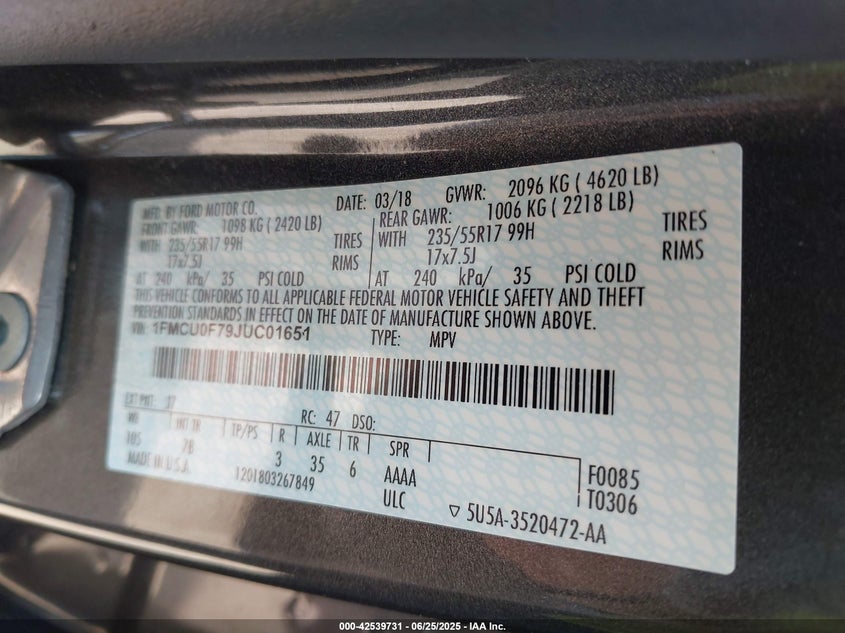 MFD. BY FORD MOTOR CO.
DATE: 03/18 GVWR: 2096 KG ( 4620 LB)
FRONT GAWR: 1098 KG ( 2420 LB)
REAR GAWR: 1006 KG ( 2218 LB)
WITH 235/55R17 99H TIRES
WITH 235/55R17 99H TIRES
17x7.5J RIMS
17x7.5J RIMS
AT 240 kPa/ 35 PSI COLD
AT 240 kPa/ 35 PSI COLD
THIS VEHICLE CONFORMS TO ALL APPLICABLE FEDERAL MOTOR VEHICLE SAFETY AND THEFT
PREVENTION STANDARDS IN EFFECT ON THE DATE OF MANUFACTURE SHOWN ABOVE.
VIN: 1FMCU0F79JUC01651 TYPE: MPV
EXT PNT: J7 RC: 47 DSO:
WB INT TR TP/PS R AXLE TR SPR
105 7B 3 35 6 AAAA F0085
MADE IN U.S.A. 1201803267849 ULC T0306
▽ 5U5A-3520472-AA
000-42539731 - 06/25/2025 - IAA Inc.